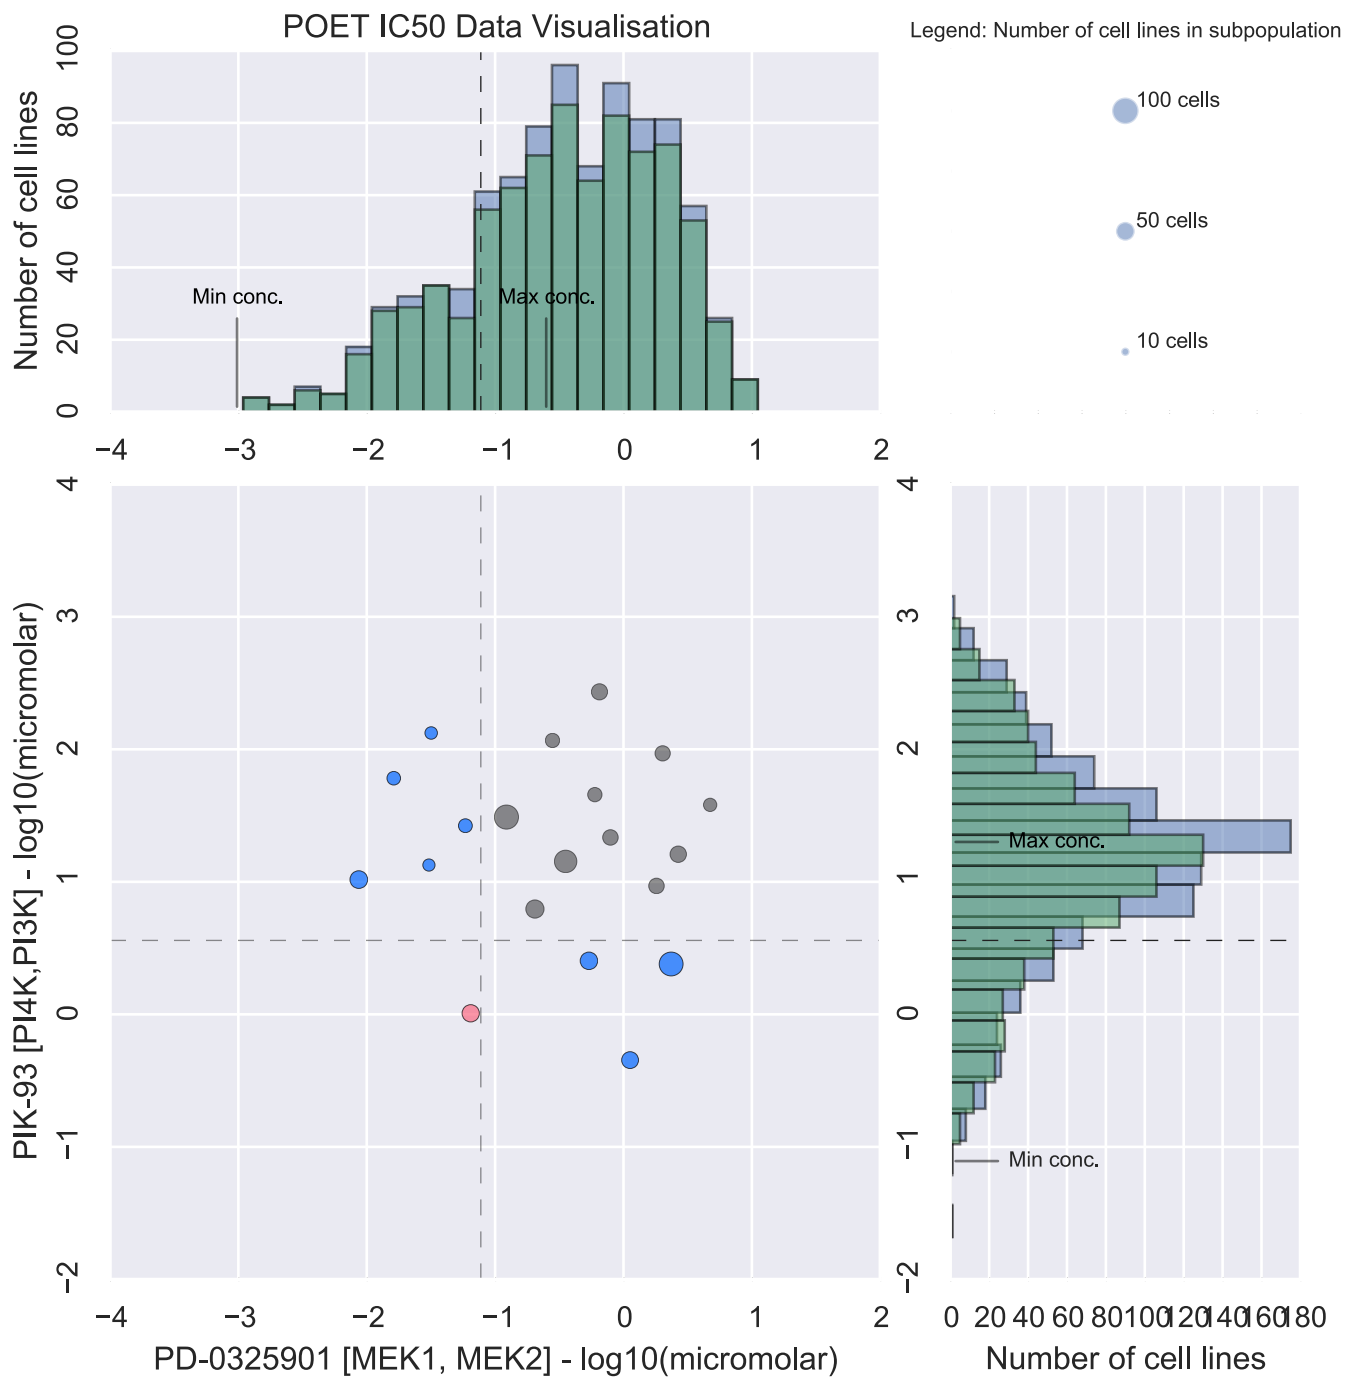 POET IC50 Data Visualisation
Legend: Number of cell lines in subpopulation
Number of cell lines
100
80
60
40
20
0
Min conc.
Max conc.
100 cells
50 cells
10 cells
−4 −3 −2 −1 0 1 2
PIK-93 [PI4K,PI3K] - log10(micromolar)
4
3
2
1
0
−1
−2
−4 −3 −2 −1 0 1 2
PD-0325901 [MEK1, MEK2] - log10(micromolar)
4
3
2
1
0
−1
−2
Max conc.
Min conc.
0 20 40 60 80 100 120 140 160 180
Number of cell lines